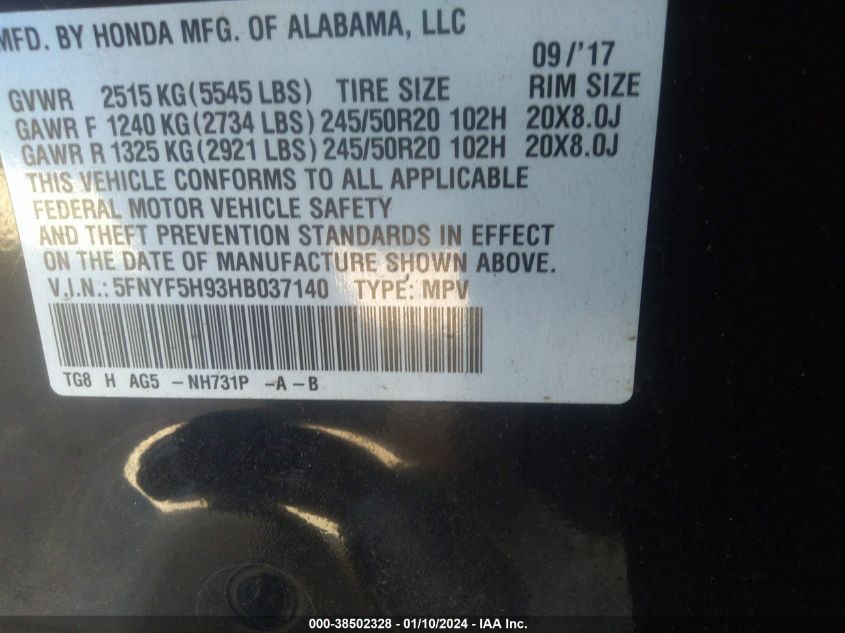 MFD. BY HONDA MFG. OF ALABAMA, LLC
09/'17
GVWR 2515 KG (5545 LBS) TIRE SIZE RIM SIZE
GAWR F 1240 KG (2734 LBS) 245/50R20 102H 20X8.0J
GAWR R 1325 KG (2921 LBS) 245/50R20 102H 20X8.0J
THIS VEHICLE CONFORMS TO ALL APPLICABLE
FEDERAL MOTOR VEHICLE SAFETY
AND THEFT PREVENTION STANDARDS IN EFFECT
ON THE DATE OF MANUFACTURE SHOWN ABOVE.
V.I.N.: 5FNYF5H93HB037140 TYPE: MPV
TG8 H AG5 -NH731P -A-B
000-38502328 - 01/10/2024 - IAA Inc.